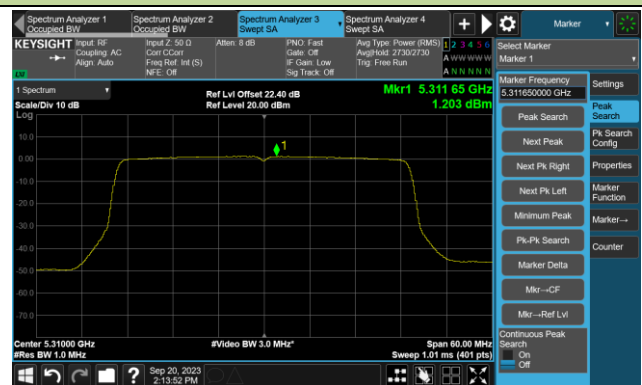 Spectrum Analyzer 1
Occupied BW
Spectrum Analyzer 2
Occupied BW
Spectrum Analyzer 3
Swept SA
Spectrum Analyzer 4
Swept SA
Marker
KEYSIGHT
Input: RF
Coupling: AC
Align: Auto
Input Z: 50 Ω
Corr CCorr
Freq Ref: Int (S)
NFE: Off
Atten: 8 dB
PNO: Fast
Gate: Off
IF Gain: Low
Sig Track: Off
Avg Type: Power (RMS)
Avg|Hold: 2730/2730
Trig: Free Run
1 2 3 4 5 6
A W W W W W
A N N N N N
LXI
Select Marker
Marker 1
1 Spectrum
Scale/Div 10 dB
Log
Ref Lvl Offset 22.40 dB
Ref Level 20.00 dBm
Mkr1 5.311 65 GHz
1.203 dBm
1
10.0
0.00
-10.0
-20.0
-30.0
-40.0
-50.0
-60.0
-70.0
Center 5.31000 GHz
#Res BW 1.0 MHz
#Video BW 3.0 MHz*
Span 60.00 MHz
Sweep 1.01 ms (401 pts)
Marker Frequency
5.311650000 GHz
Peak Search
Next Peak
Next Pk Right
Next Pk Left
Minimum Peak
Pk-Pk Search
Marker Delta
Mkr→CF
Mkr→Ref Lvl
Continuous Peak
Search
On
Off
Settings
Peak
Search
Pk Search
Config
Properties
Marker
Function
Marker→
Counter
Sep 20, 2023
2:13:52 PM